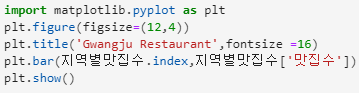 import matplotlib.pyplot as plt
plt.figure(figsize=(12,4))
plt.title('Gwangju Restaurant',fontsize =16)
plt.bar(지역별맛집수.index,지역별맛집수['맛집수'])
plt.show()